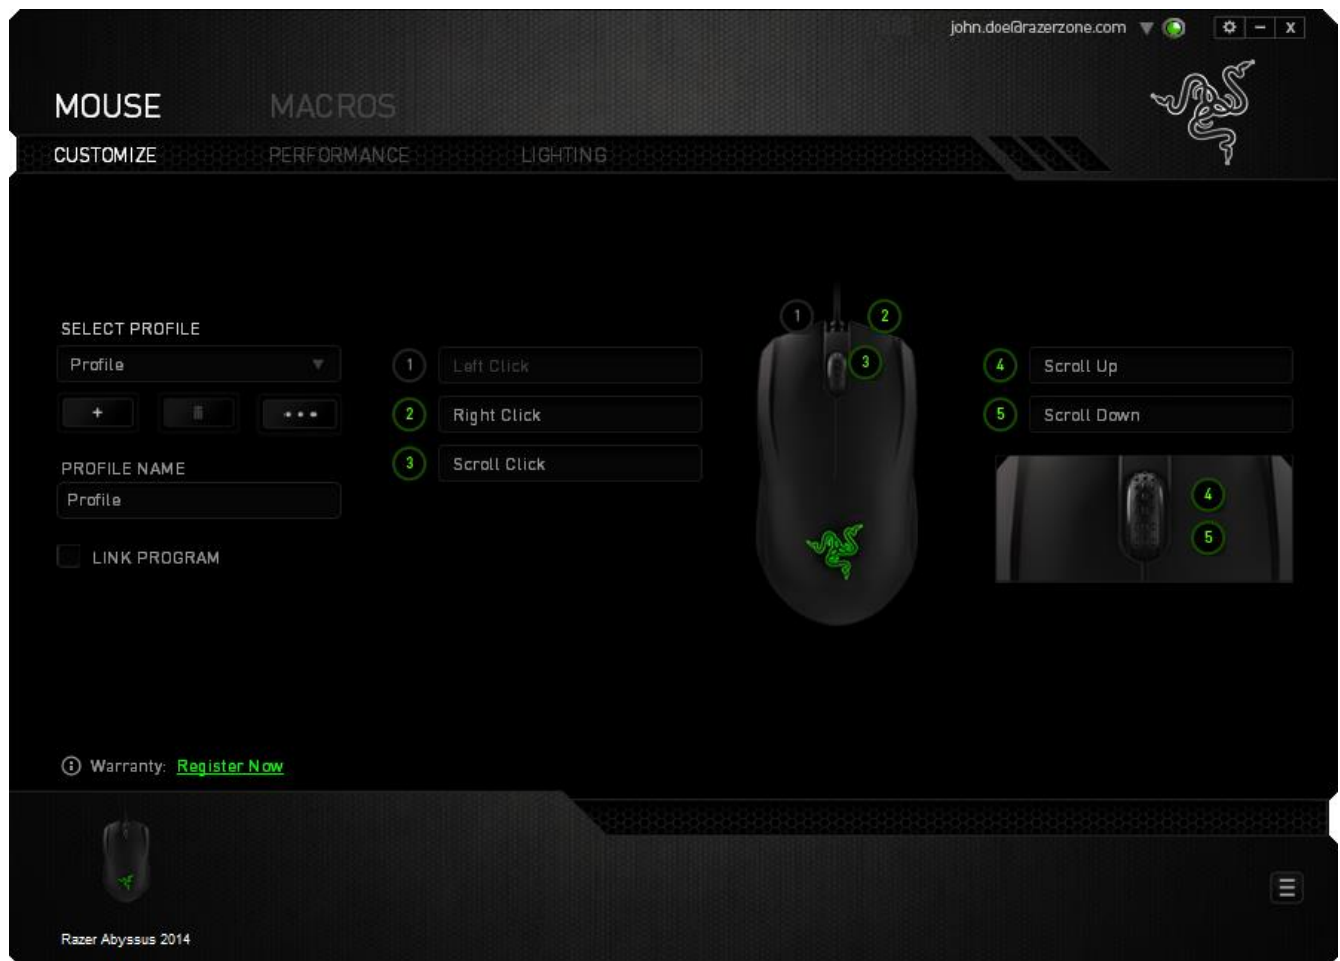 john.doe@razerzone.com
MOUSE MACROS
CUSTOMIZE PERFORMANCE LIGHTING
SELECT PROFILE
Profile
PROFILE NAME
Profile
LINK PROGRAM
1 Left Click
2 Right Click
3 Scroll Click
1 2
3
4 Scroll Up
5 Scroll Down
4
5
Warranty: Register Now
Razer Abyssus 2014